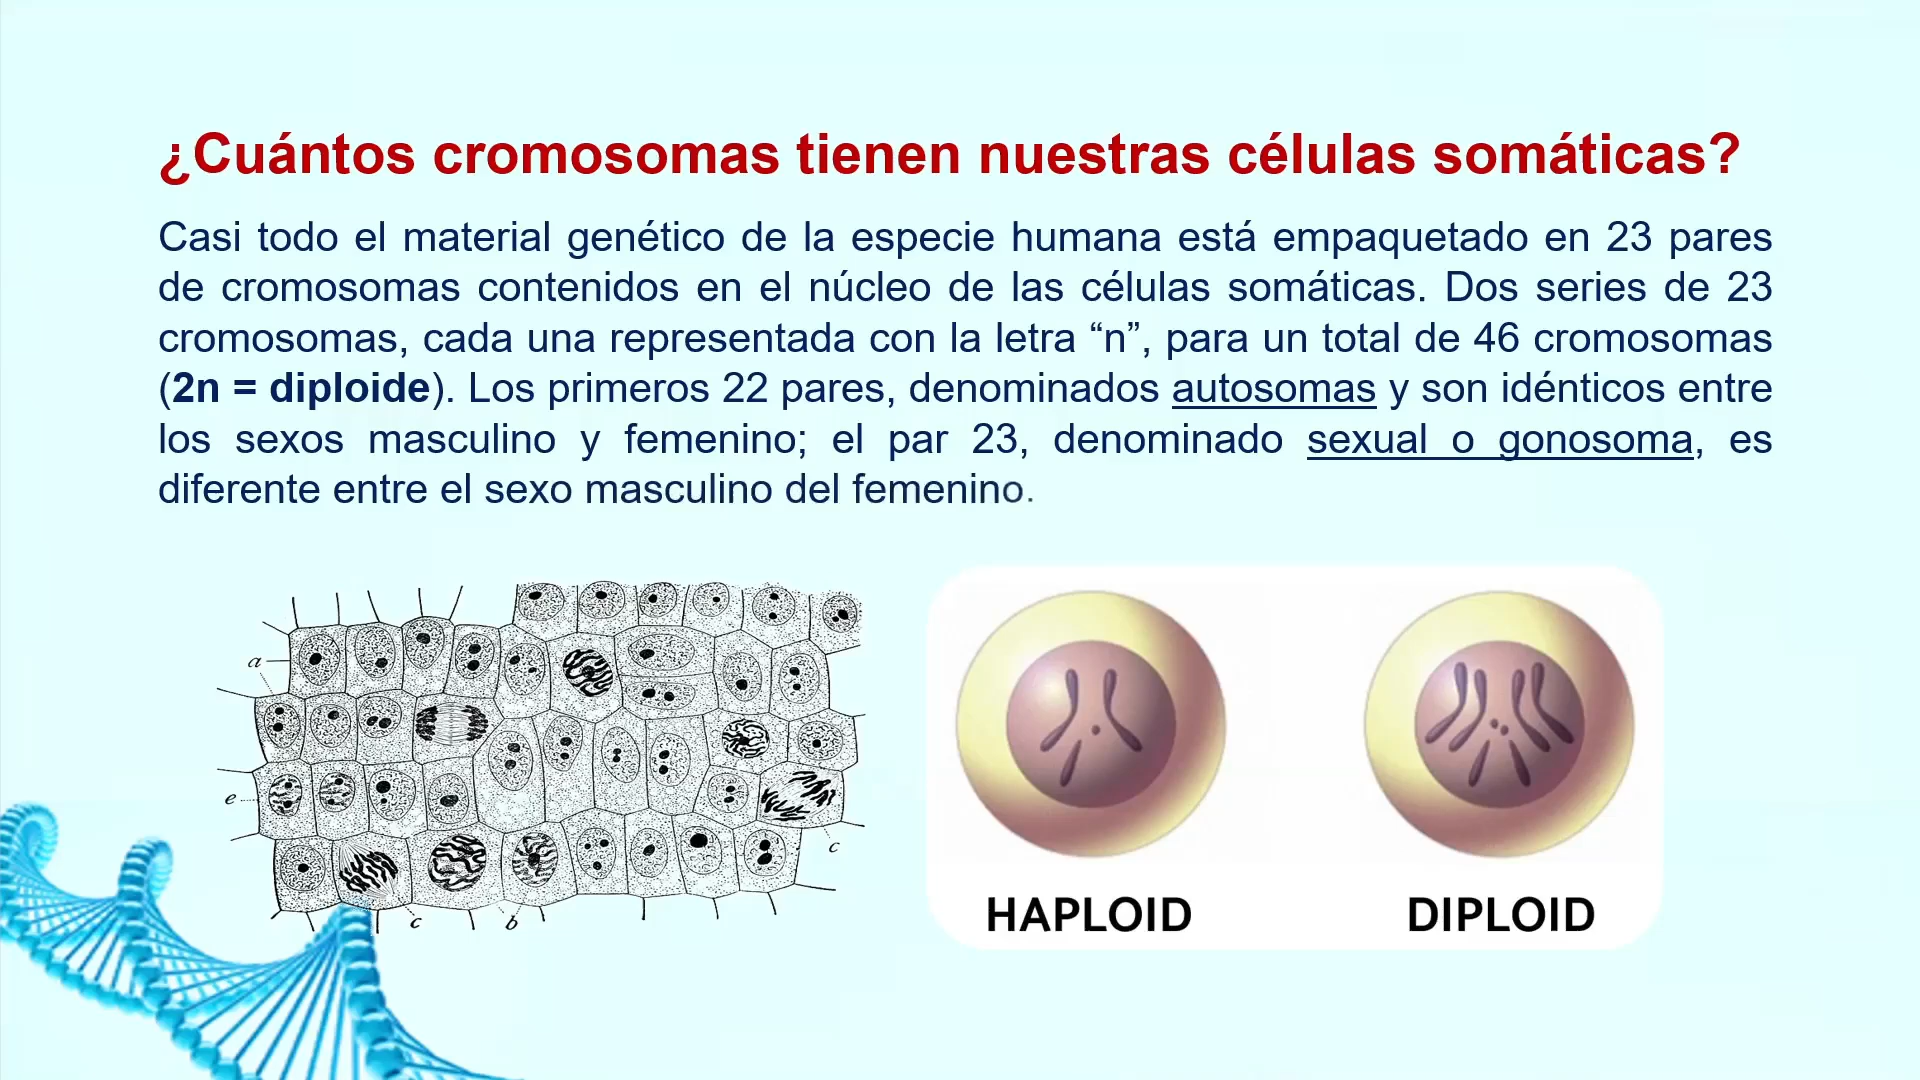 ¿Cuántos cromosomas tienen nuestras células somáticas?
Casi todo el material genético de la especie humana está empaquetado en 23 pares
de cromosomas contenidos en el núcleo de las células somáticas. Dos series de 23
cromosomas, cada una representada con la letra “n”, para un total de 46 cromosomas
(2n = diploide). Los primeros 22 pares, denominados autosomas y son idénticos entre
los sexos masculino y femenino; el par 23, denominado sexual o gonosoma, es
diferente entre el sexo masculino del femenino.
a
e
c
c
b
HAPLOID
DIPLOID